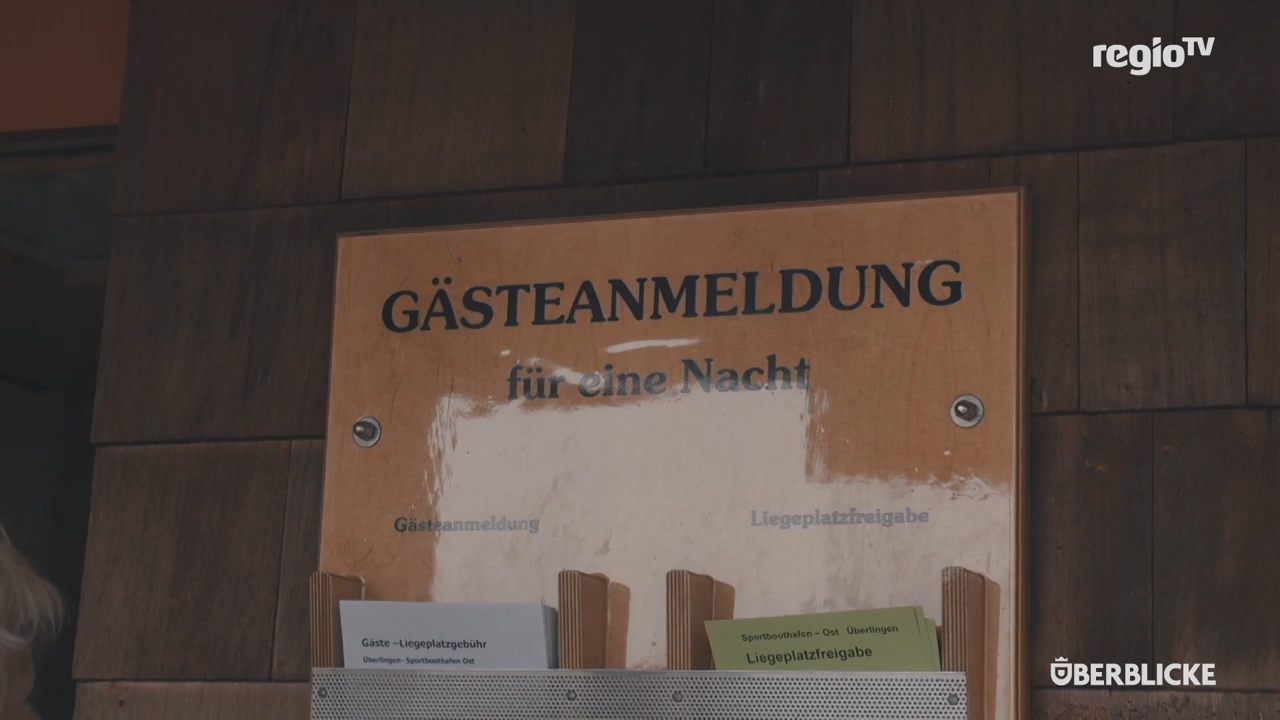 regioTV
GÄSTEANMELDUNG
für eine Nacht
Gästeanmeldung
Liegeplatzfreigabe
Gäste –Liegeplatzgebühr
Überlingen- Sportboothafen Ost
Sportboothafen – Ost Überlingen
Liegeplatzfreigabe
ÜBERBLICKE